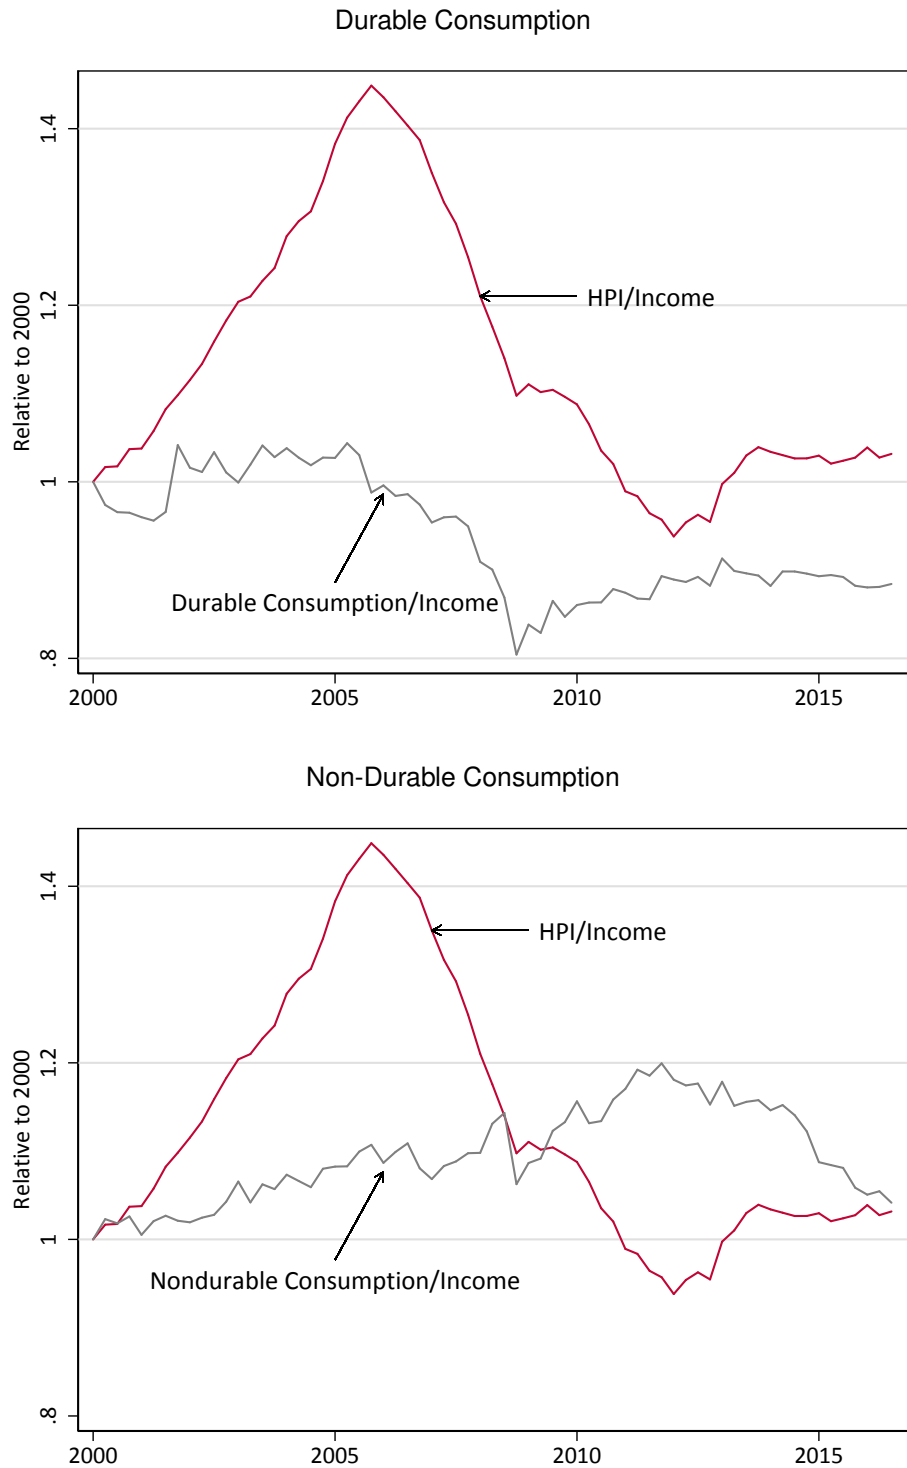 Durable Consumption
1.4
1.2
1
.8
Relative to 2000
HPI/Income
Durable Consumption/Income
2000 2005 2010 2015
Non-Durable Consumption
1.4
1.2
1
.8
Relative to 2000
HPI/Income
Nondurable Consumption/Income
2000 2005 2010 2015